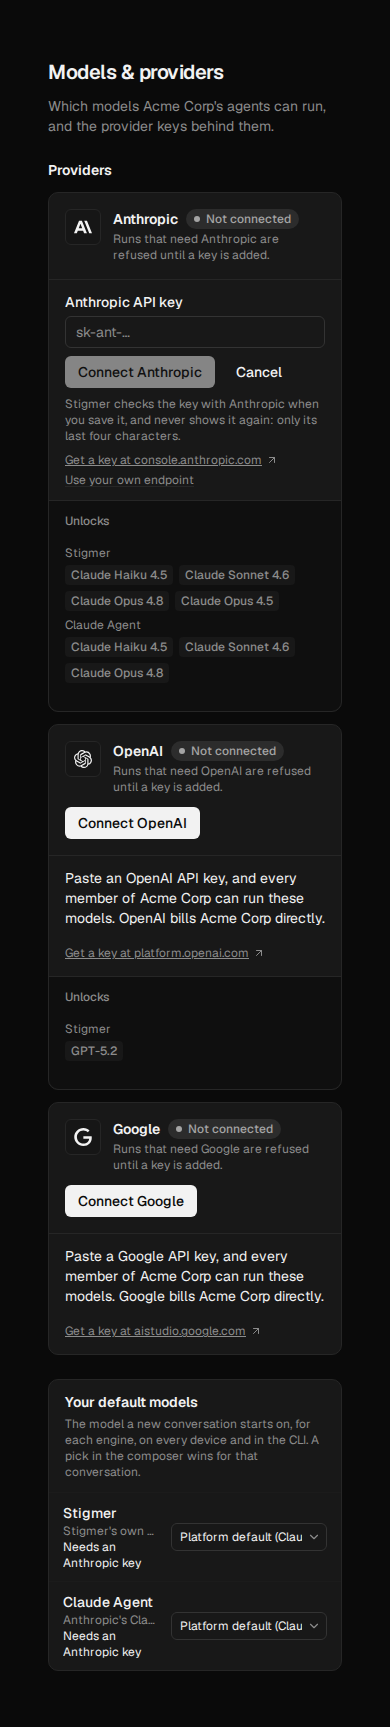 Models & providers
Which models Acme Corp's agents can run,
and the provider keys behind them.
Providers
Anthropic
Not connected
Runs that need Anthropic are
refused until a key is added.
Anthropic API key
sk-ant-...
Connect Anthropic
Cancel
Stigmer checks the key with Anthropic when
you save it, and never shows it again: only its
last four characters.
Get a key at console.anthropic.com
Use your own endpoint
Unlocks
Stigmer
Claude Haiku 4.5
Claude Sonnet 4.6
Claude Opus 4.8
Claude Opus 4.5
Claude Agent
Claude Haiku 4.5
Claude Sonnet 4.6
Claude Opus 4.8
OpenAI
Not connected
Runs that need OpenAI are refused
until a key is added.
Connect OpenAI
Paste an OpenAI API key, and every
member of Acme Corp can run these
models. OpenAI bills Acme Corp directly.
Get a key at platform.openai.com
Unlocks
Stigmer
GPT-5.2
Google
Not connected
Runs that need Google are refused
until a key is added.
Connect Google
Paste a Google API key, and every
member of Acme Corp can run these
models. Google bills Acme Corp directly.
Get a key at aistudio.google.com
Your default models
The model a new conversation starts on, for
each engine, on every device and in the CLI. A
pick in the composer wins for that
conversation.
Stigmer
Stigmer's own ...
Needs an
Anthropic key
Platform default (Clau
Claude Agent
Anthropic's Cla...
Needs an
Anthropic key
Platform default (Clau